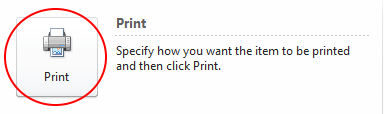 Print
Print
Specify how you want the item to be printed
and then click Print.